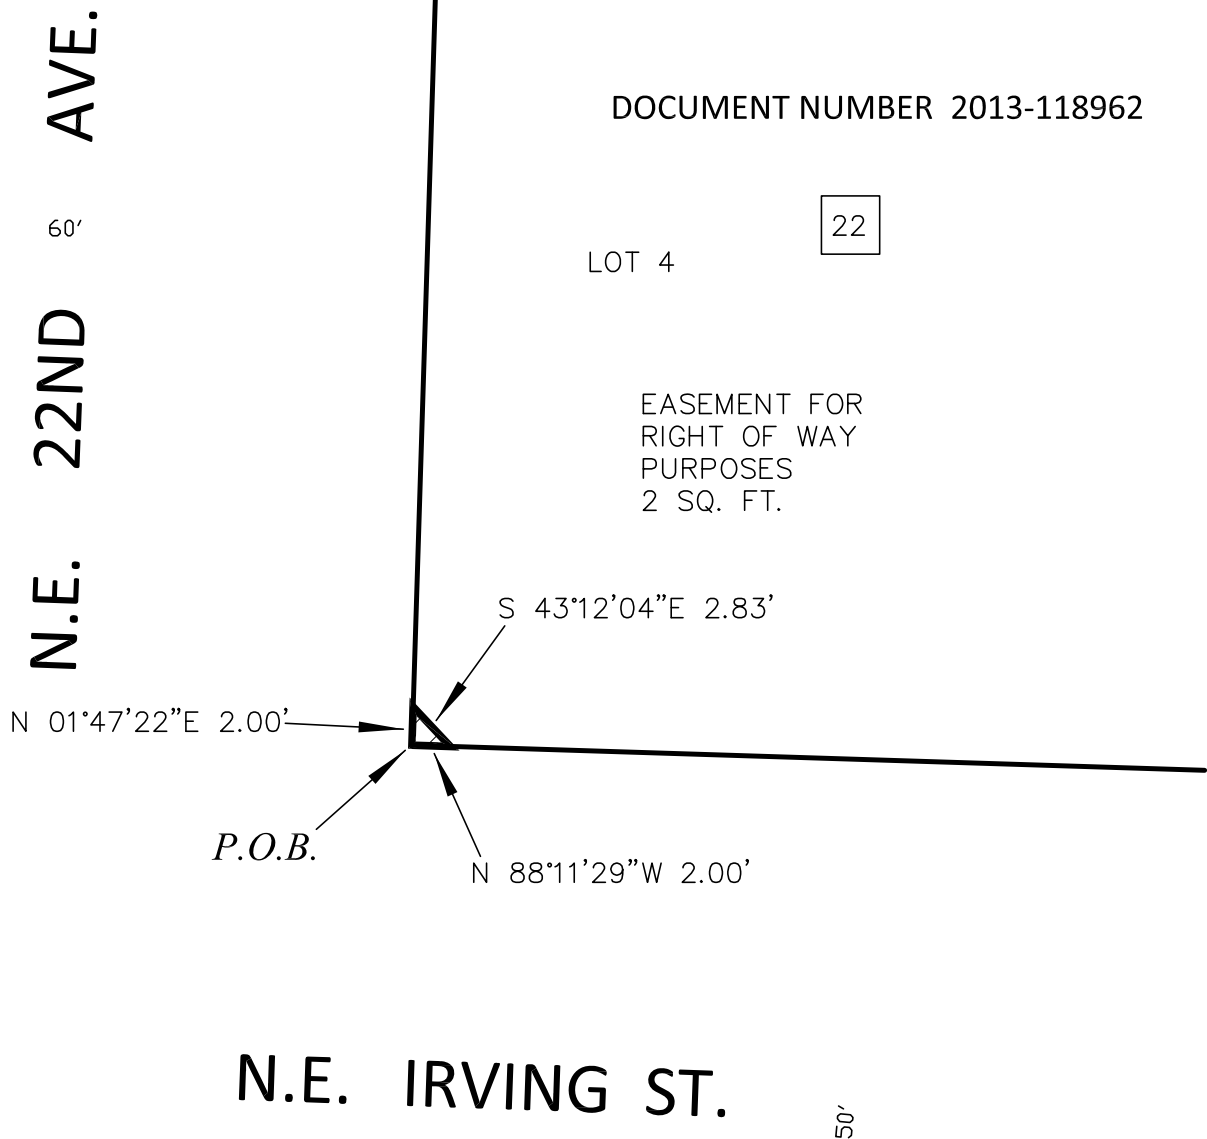 N.E. 22ND AVE.
60'
DOCUMENT NUMBER 2013-118962
22
LOT 4
EASEMENT FOR
RIGHT OF WAY
PURPOSES
2 SQ. FT.
S 43°12'04"E 2.83'
N 01°47'22"E 2.00'
P.O.B.
N 88°11'29"W 2.00'
N.E. IRVING ST.
50'